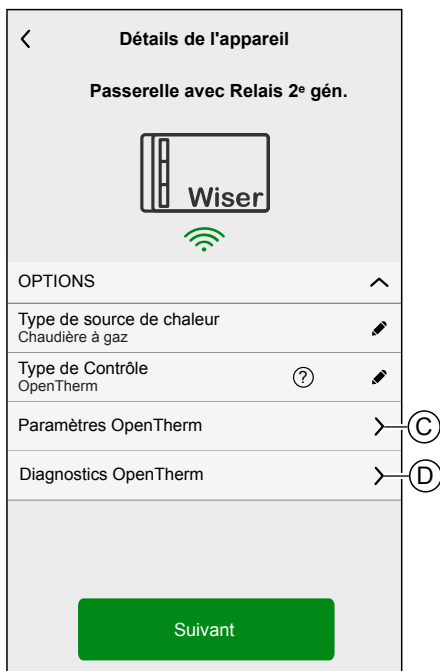 Détails de l'appareil
Passerelle avec Relais 2ᵉ gén.
Wiser
OPTIONS
Type de source de chaleur
Chaudière à gaz
Type de Contrôle
OpenTherm
?
Paramètres OpenTherm
C
Diagnostics OpenTherm
D
Suivant